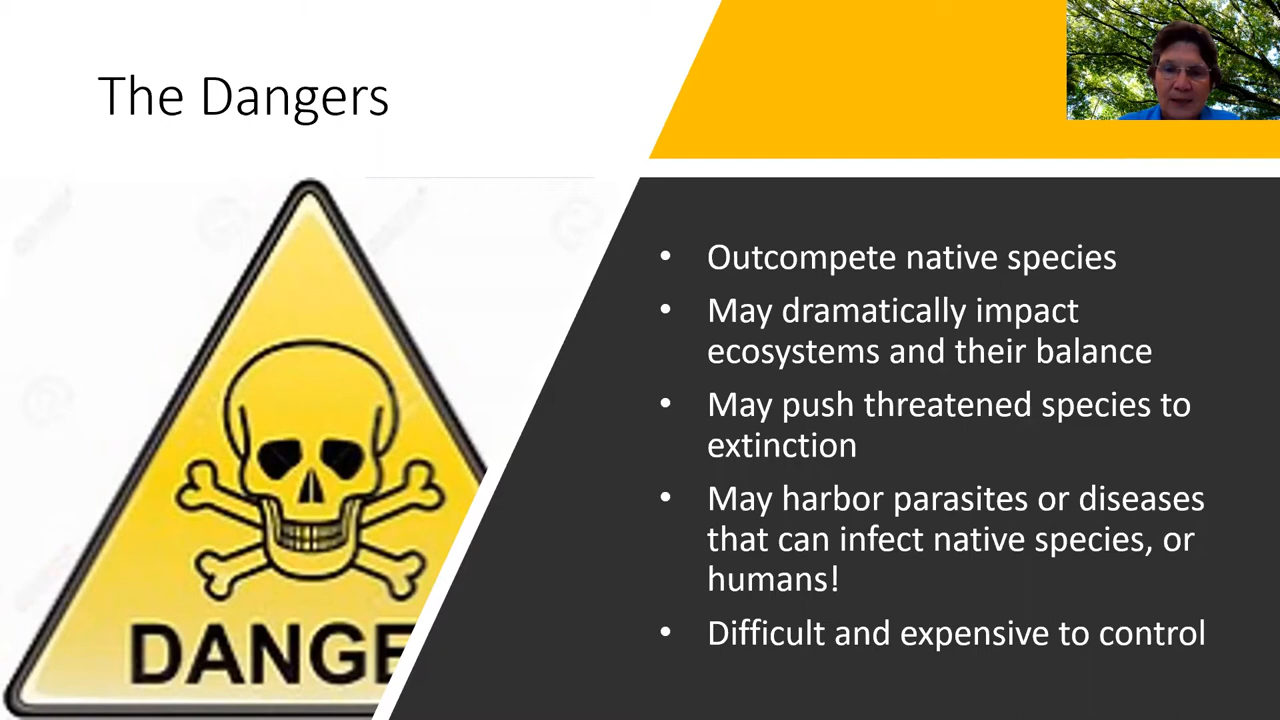 The Dangers
DANGE
• Outcompete native species
• May dramatically impact
ecosystems and their balance
• May push threatened species to
extinction
• May harbor parasites or diseases
that can infect native species, or
humans!
• Difficult and expensive to control